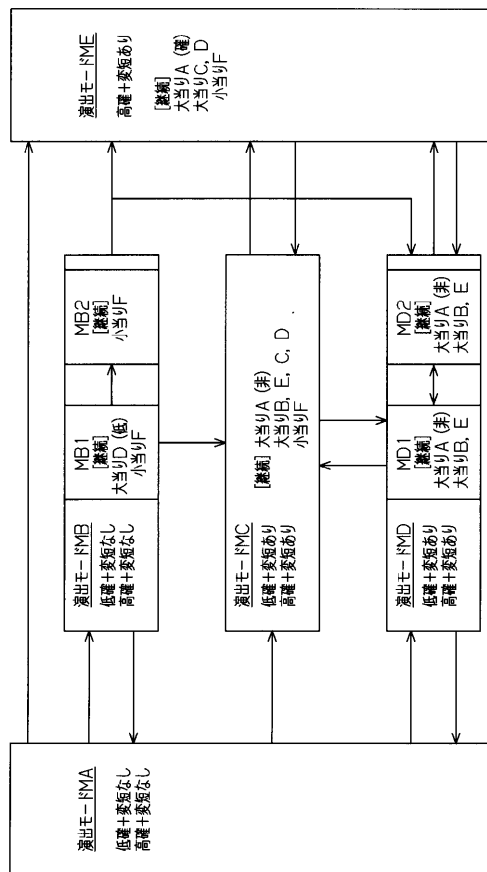 演出モードMA
低確＋変短なし
高確＋変短なし
演出モードMB
低確＋変短なし
高確＋変短なし
MB1
[継続]
大当りD (低)
小当りF
MB2
[継続]
小当りF
演出モードMC
低確＋変短あり
高確＋変短あり
[継続] 大当りA (非)
大当りB, E, C, D .
小当りF
演出モードMD
低確＋変短あり
高確＋変短あり
MD1
[継続]
大当りA (非)
大当りB, E
MD2
[継続]
大当りA (非)
大当りB, E
演出モードME
高確＋変短あり
[継続]
大当りA (確)
大当りC, D
小当りF